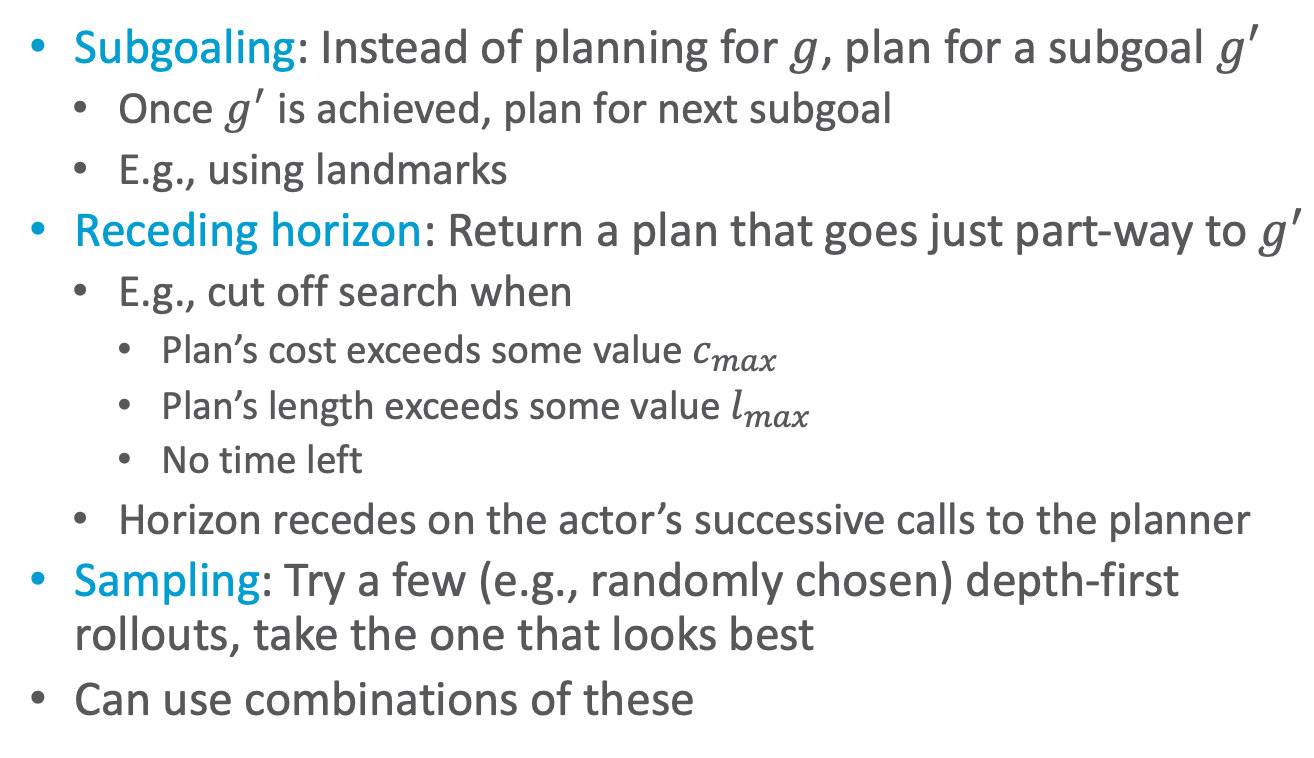 • Subgoaling: Instead of planning for g, plan for a subgoal g′
• Once g′ is achieved, plan for next subgoal
• E.g., using landmarks
• Receding horizon: Return a plan that goes just part-way to g′
• E.g., cut off search when
• Plan’s cost exceeds some value c_max
• Plan’s length exceeds some value l_max
• No time left
• Horizon recedes on the actor’s successive calls to the planner
• Sampling: Try a few (e.g., randomly chosen) depth-first
rollouts, take the one that looks best
• Can use combinations of these